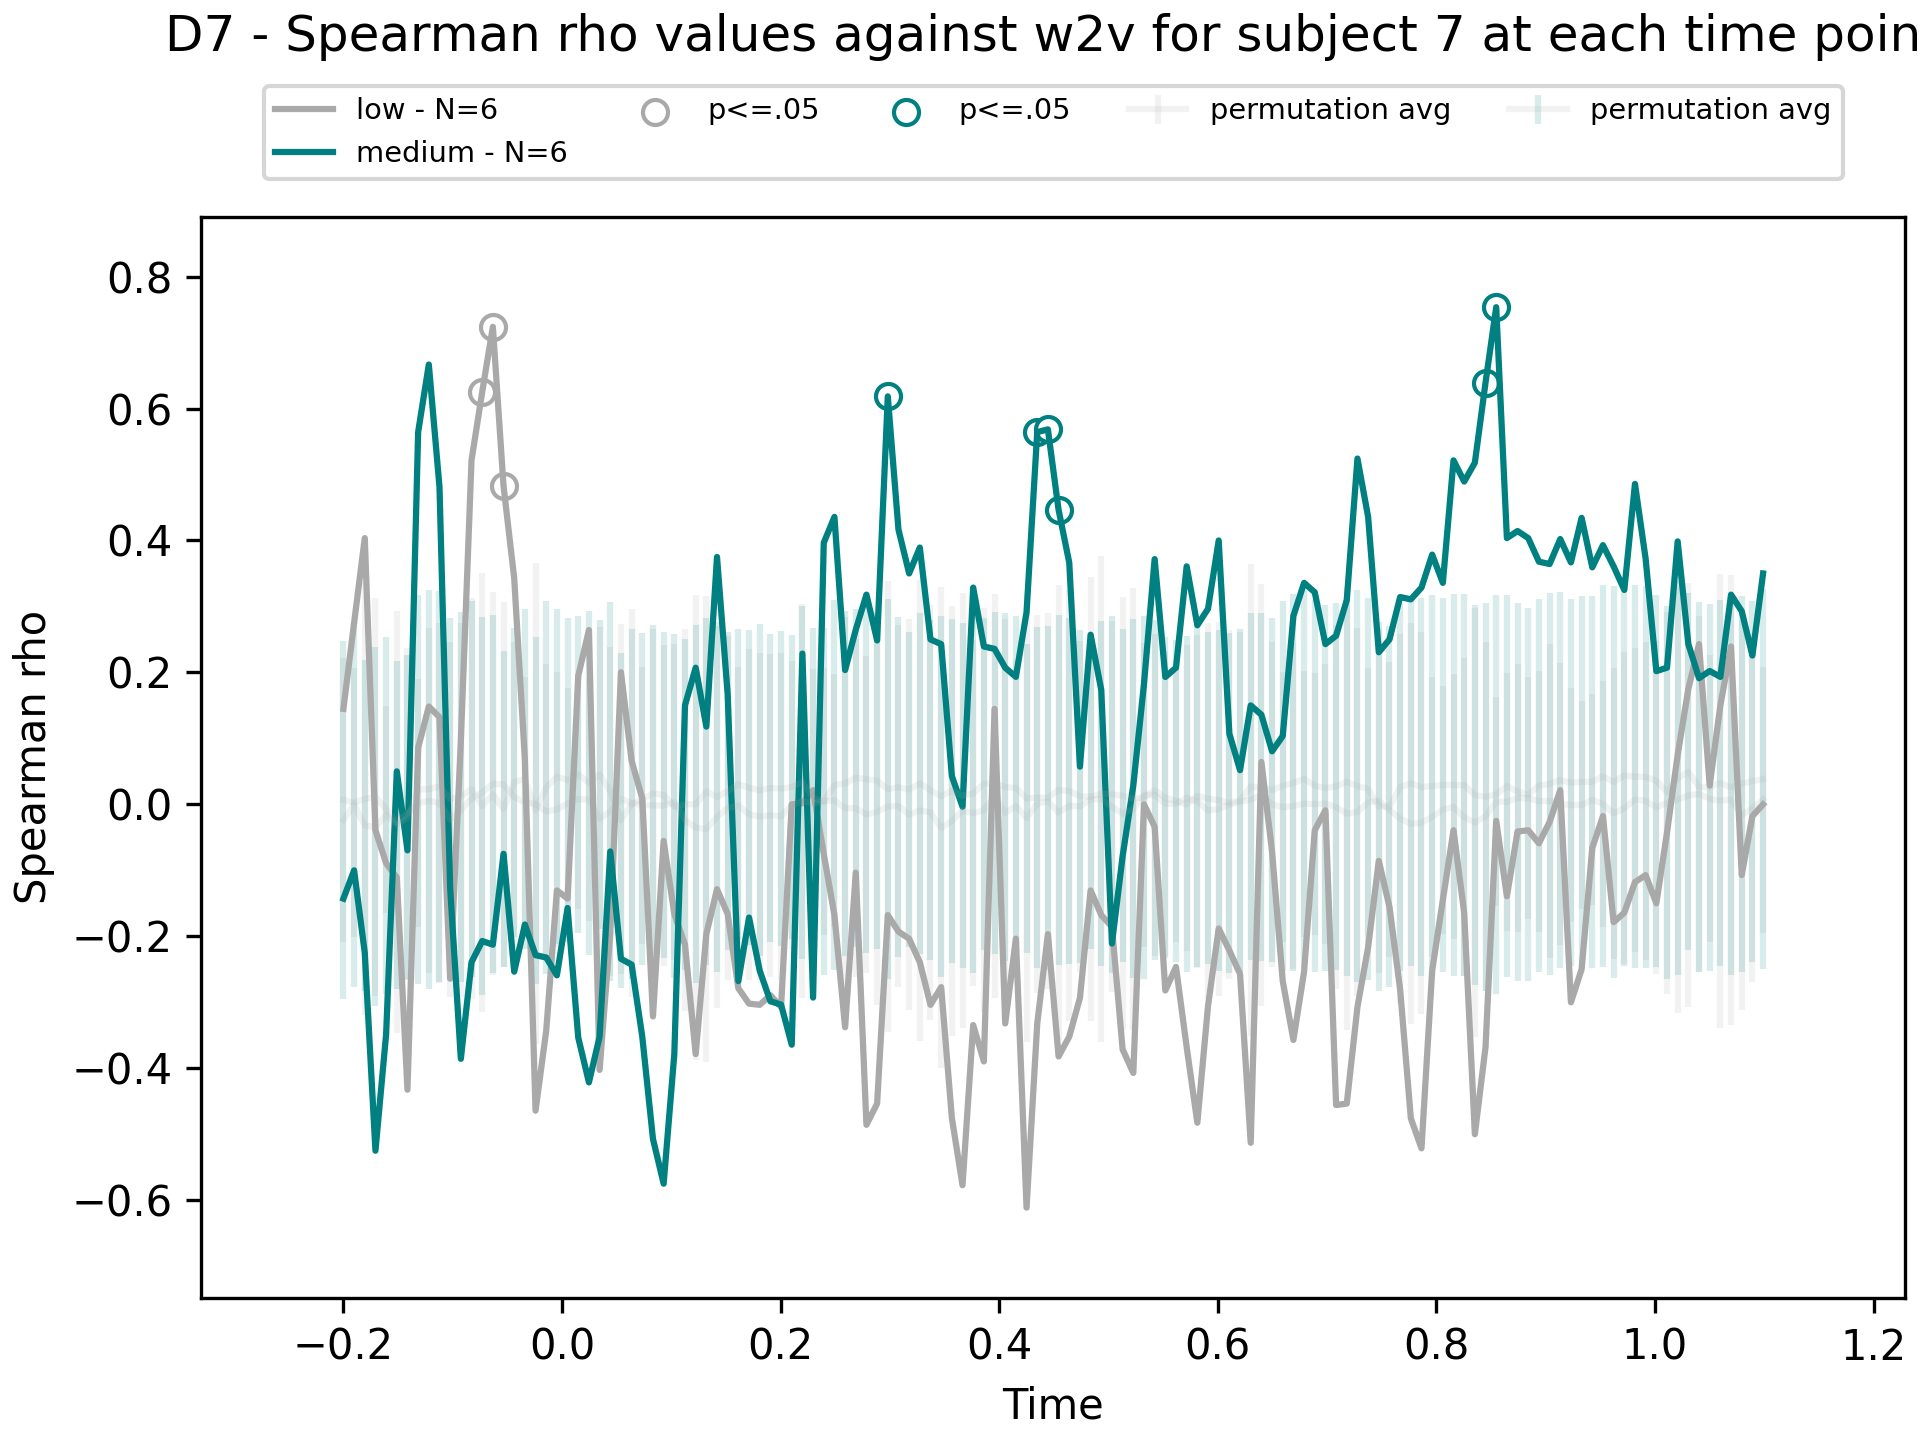 D7 - Spearman rho values against w2v for subject 7 at each time poin
low - N=6
medium - N=6
p<=.05
p<=.05
permutation avg
permutation avg
Spearman rho
0.8
0.6
0.4
0.2
0.0
−0.2
−0.4
−0.6
−0.2 0.0 0.2 0.4 0.6 0.8 1.0 1.2
Time